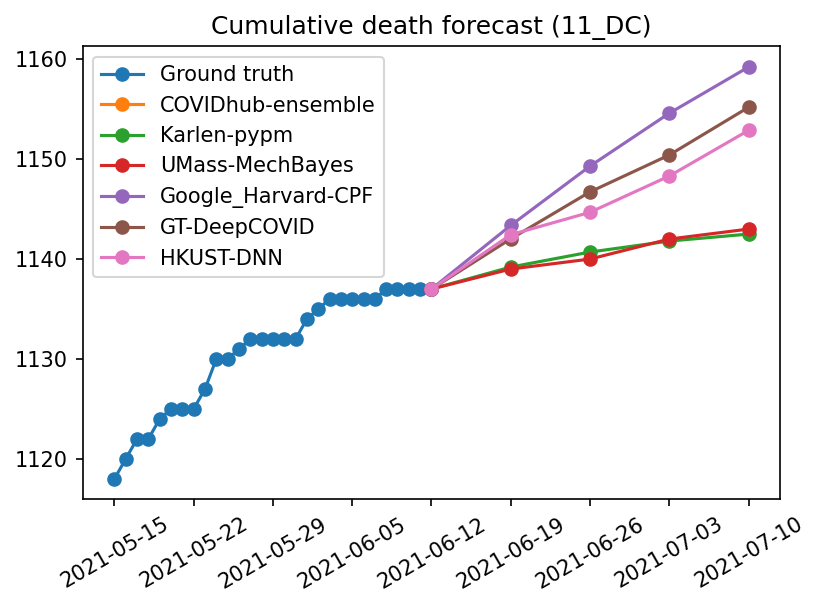 Cumulative death forecast (11_DC)
1160
1150
1140
1130
1120
Ground truth
COVIDhub-ensemble
Karlen-pypm
UMass-MechBayes
Google_Harvard-CPF
GT-DeepCOVID
HKUST-DNN
2021-05-15
2021-05-22
2021-05-29
2021-06-05
2021-06-12
2021-06-19
2021-06-26
2021-07-03
2021-07-10